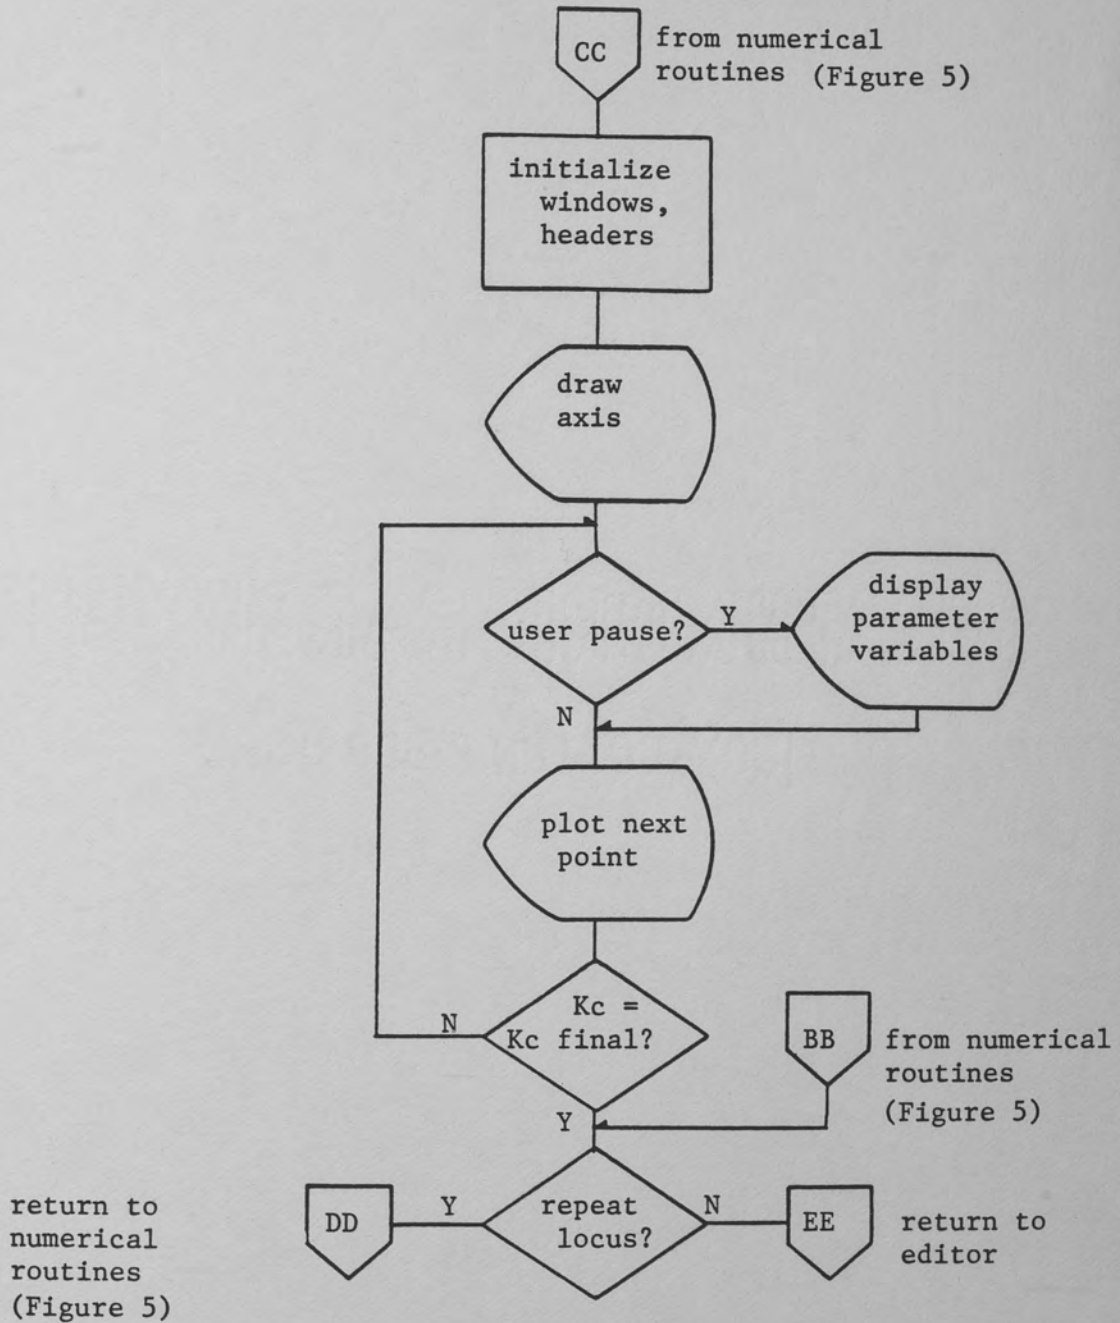 CC
from numerical
routines (Figure 5)
initialize
windows,
headers
draw
axis
user pause?
Y
display
parameter
variables
N
plot next
point
Kc =
Kc final?
N
BB
from numerical
routines
(Figure 5)
Y
return to
numerical
routines
(Figure 5)
DD
Y
repeat
locus?
N
EE
return to
editor